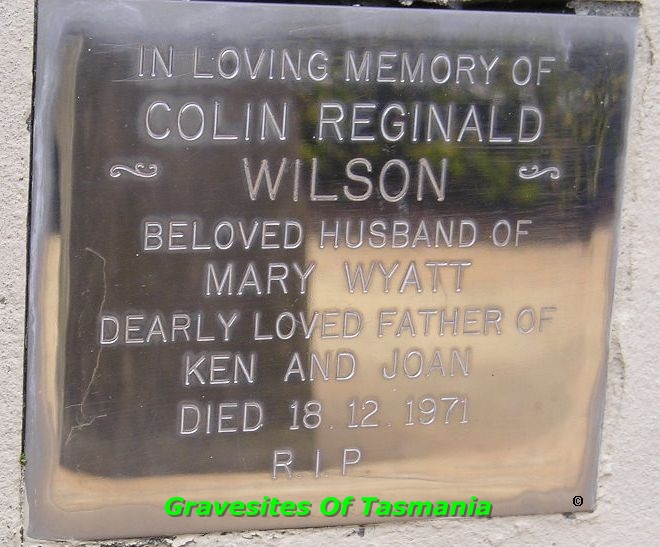 IN LOVING MEMORY OF
COLIN REGINALD
WILSON
BELOVED HUSBAND OF
MARY WYATT
DEARLY LOVED FATHER OF
KEN AND JOAN
DIED 18.12.1971
R.I.P
Gravesites Of Tasmania ©